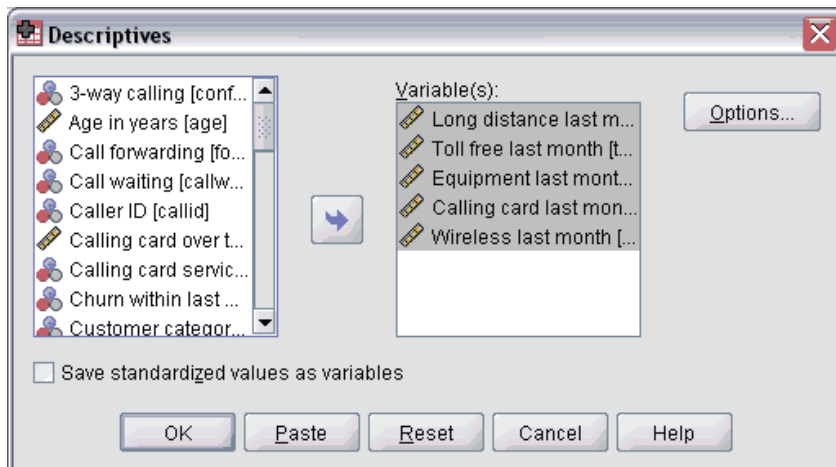 Descriptives
3-way calling [conf...
Age in years [age]
Call forwarding [fo...
Call waiting [callw...
Caller ID [callid]
Calling card over t...
Calling card servic...
Churn within last ...
Customer categor...
Variable(s):
Long distance last m...
Toll free last month [t...
Equipment last mont...
Calling card last mon...
Wireless last month [...
Options...
Save standardized values as variables
OK
Paste
Reset
Cancel
Help